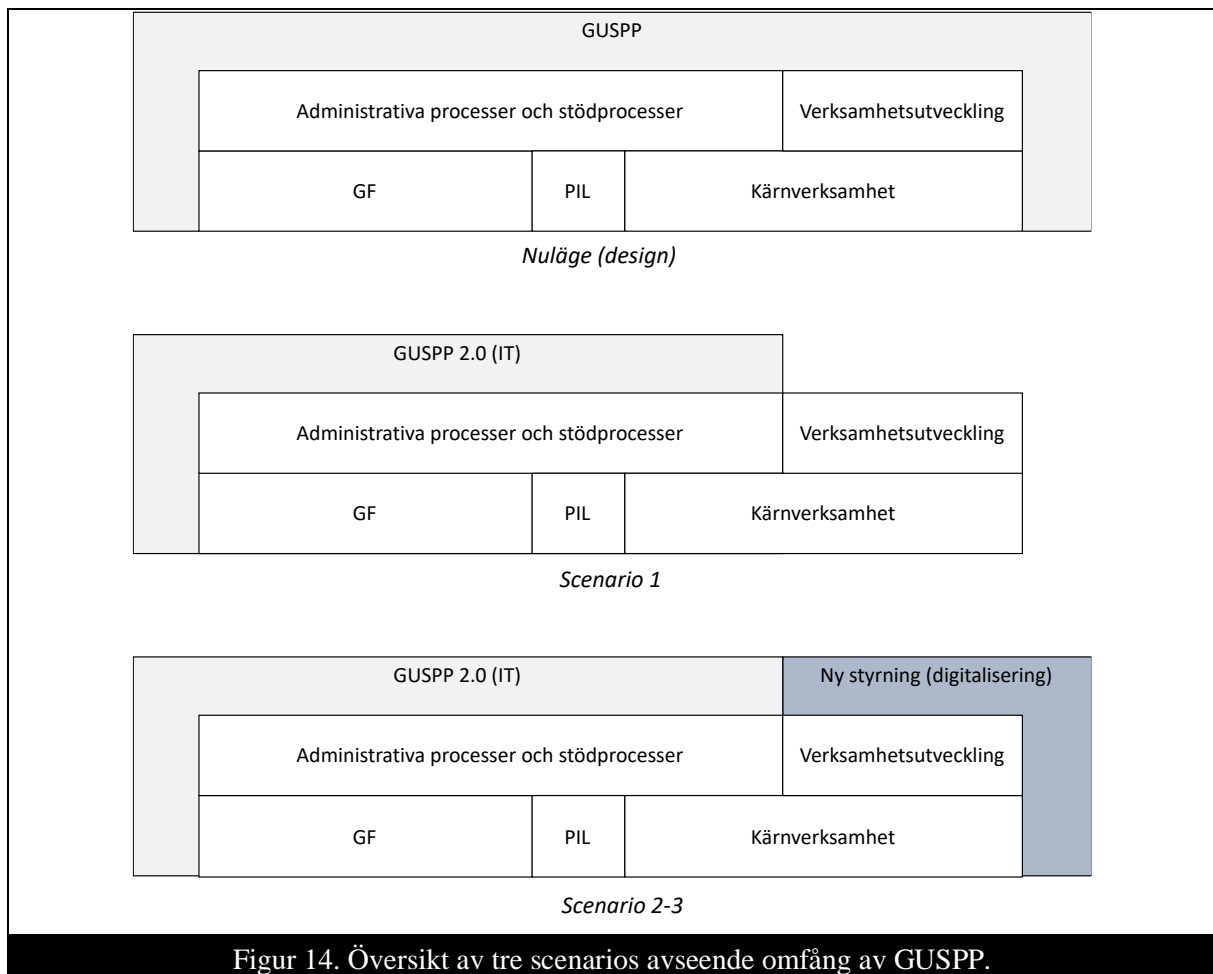 GUSPP
Administrativa processer och stödprocesser
Verksamhetsutveckling
GF
PIL
Kärnverksamhet
Nuläge (design)
GUSPP 2.0 (IT)
Administrativa processer och stödprocesser
Verksamhetsutveckling
GF
PIL
Kärnverksamhet
Scenario 1
GUSPP 2.0 (IT)
Ny styrning (digitalisering)
Administrativa processer och stödprocesser
Verksamhetsutveckling
GF
PIL
Kärnverksamhet
Scenario 2-3
Figur 14. Översikt av tre scenarios avseende omfång av GUSPP.